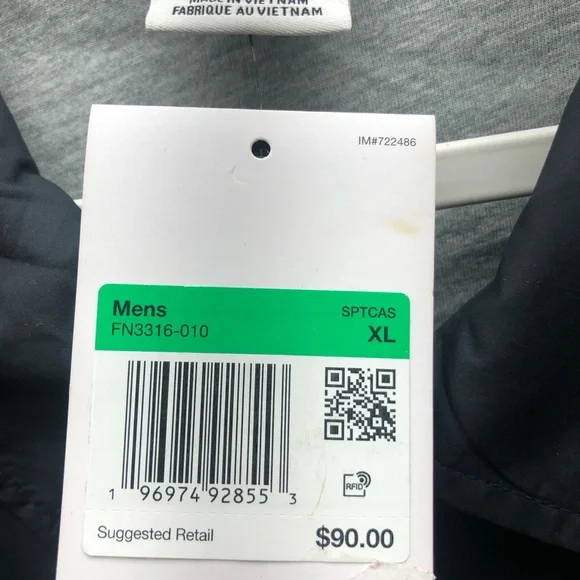 MADE IN VIETNAM
FABRIQUE AU VIETNAM
IM#722486
Mens
SPTCAS
FN3316-010
XL
1 96974 92855 3
RFID
Suggested Retail
$90.00